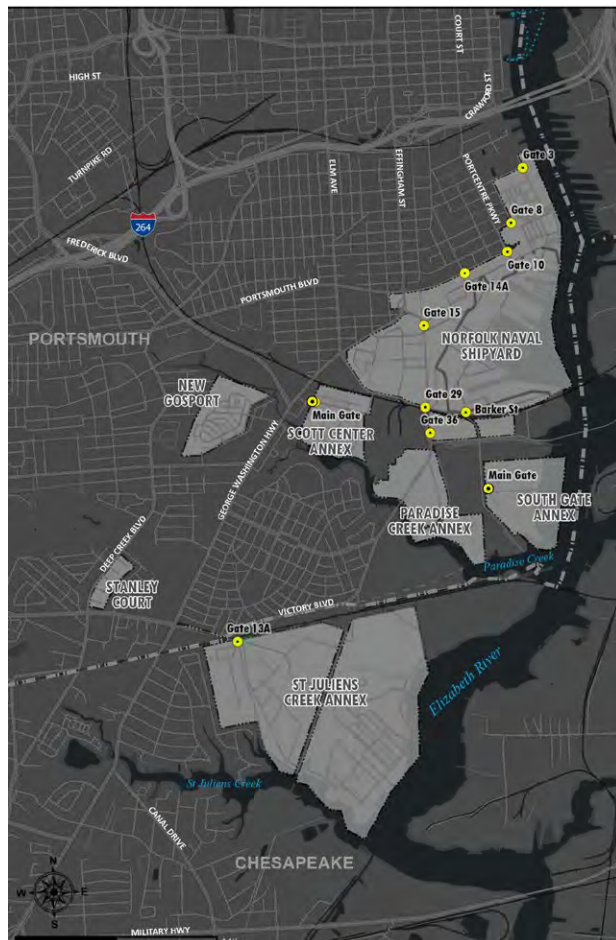 COURT ST
HIGH ST
CRAWFORD ST
TURNPIKE RD
ELM AVE
EFFINGHAM ST
PORTCENTRE PKWY
Gate 3
264
Gate 8
FREDERICK BLVD
Gate 10
PORTSMOUTH BLVD
Gate 14A
Gate 15
PORTSMOUTH
NORFOLK NAVAL
SHIPYARD
NEW
GOSPORT
Gate 29
Barker St
Main Gate
Gate 36
SCOTT CENTER
ANNEX
GEORGE WASHINGTON HWY
Main Gate
SOUTH GATE
ANNEX
PARADISE
CREEK ANNEX
DEEP CREEK BLVD
Paradise Creek
STANLEY
COURT
VICTORY BLVD
Gate 13A
ST JULIENS
CREEK ANNEX
Elizabeth River
St Juliens Creek
CANAL DRIVE
CHESAPEAKE
N
W
E
S
MILITARY HWY